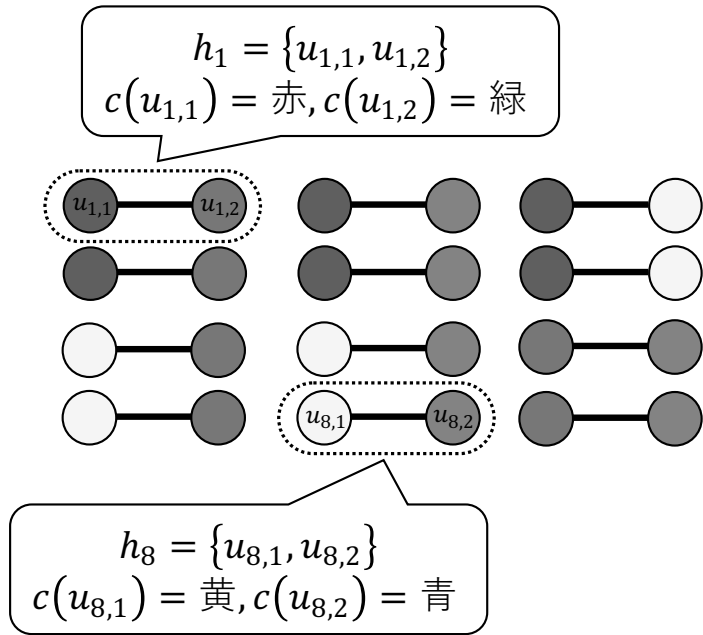 h₁ = {u₁,₁, u₁,₂}
c(u₁,₁) = 赤, c(u₁,₂) = 緑
u₁,₁ u₁,₂
u₈,₁ u₈,₂
h₈ = {u₈,₁, u₈,₂}
c(u₈,₁) = 黄, c(u₈,₂) = 青